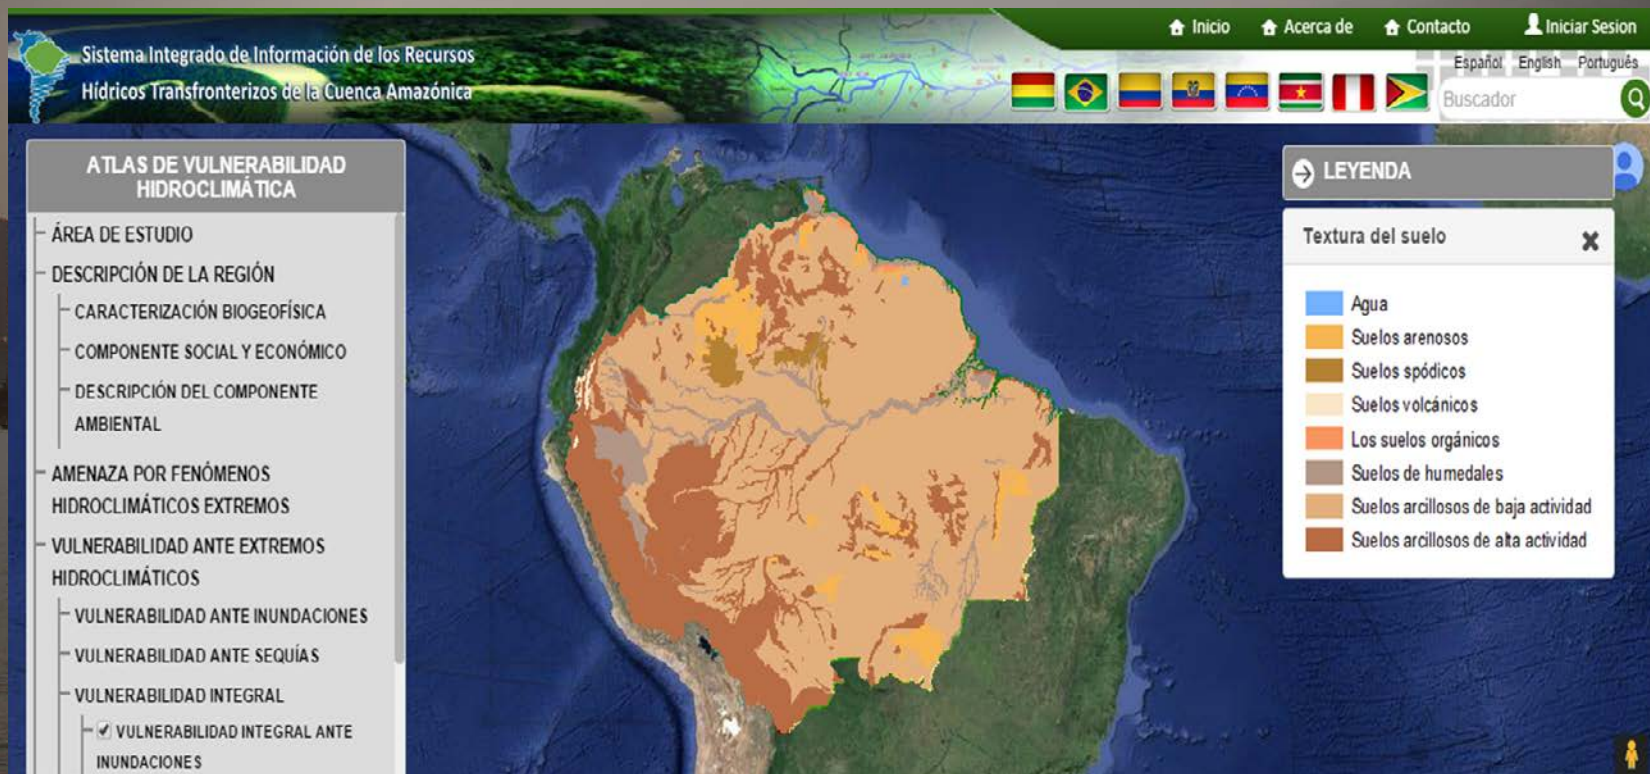 Inicio
Acerca de
Contacto
Iniciar Sesion
Sistema Integrado de Información de los Recursos
Hídricos Transfronterizos de la Cuenca Amazónica
Español English Portugués
Buscador
ATLAS DE VULNERABILIDAD
HIDROCLIMÁTICA
ÁREA DE ESTUDIO
DESCRIPCIÓN DE LA REGIÓN
CARACTERIZACIÓN BIOGEOFÍSICA
COMPONENTE SOCIAL Y ECONÓMICO
DESCRIPCIÓN DEL COMPONENTE
AMBIENTAL
AMENAZA POR FENÓMENOS
HIDROCLIMÁTICOS EXTREMOS
VULNERABILIDAD ANTE EXTREMOS
HIDROCLIMÁTICOS
VULNERABILIDAD ANTE INUNDACIONES
VULNERABILIDAD ANTE SEQUÍAS
VULNERABILIDAD INTEGRAL
VULNERABILIDAD INTEGRAL ANTE
INUNDACIONES
LEYENDA
Textura del suelo
Agua
Suelos arenosos
Suelos spódicos
Suelos volcánicos
Los suelos orgánicos
Suelos de humedales
Suelos arcillosos de baja actividad
Suelos arcillosos de alta actividad